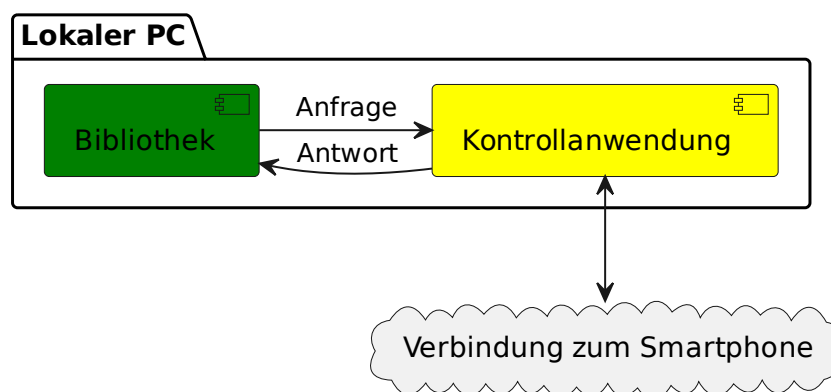 Lokaler PC
Bibliothek
Anfrage
Antwort
Kontrollanwendung
Verbindung zum Smartphone